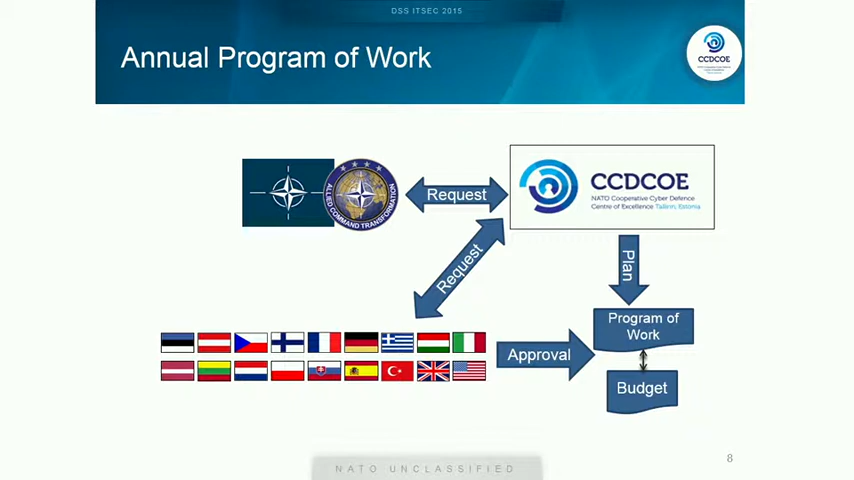 DSS ITSEC 2015
Annual Program of Work
CCDCOE
ALLIED COMMAND TRANSFORMATION
Request
CCDCOE
NATO Cooperative Cyber Defence
Centre of Excellence Tallinn, Estonia
Request
Plan
Program of
Work
Approval
Budget
8
NATO UNCLASSIFIED